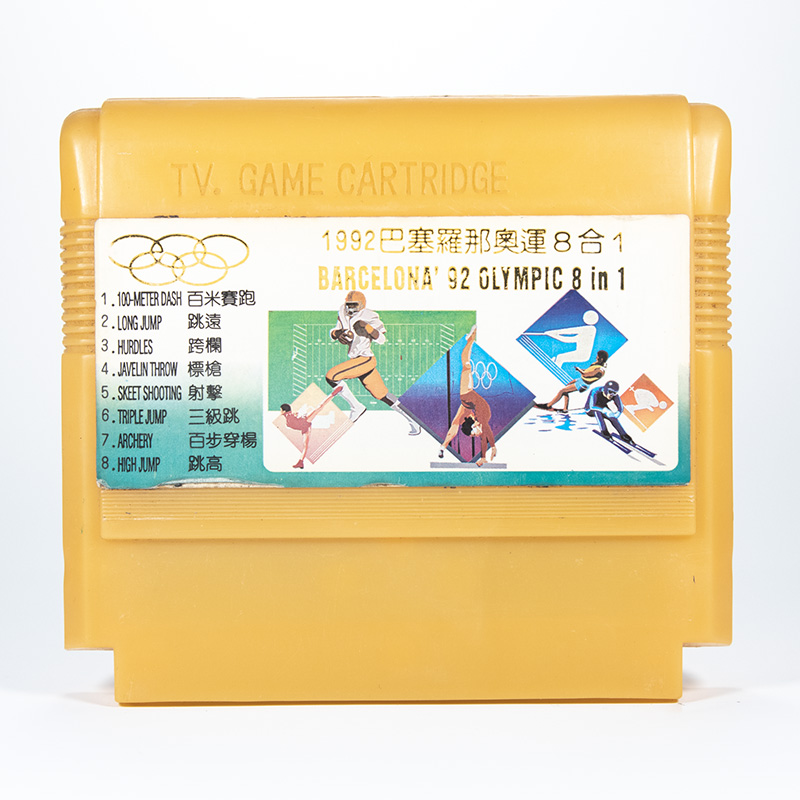 TV. GAME CARTRIDGE
1992巴塞羅那奧運8合1
BARCELONA' 92 OLYMPIC 8 in 1
1. 100-METER DASH 百米賽跑
2. LONG JUMP 跳遠
3. HURDLES 跨欄
4. JAVELIN THROW 標槍
5. SKEET SHOOTING 射擊
6. TRIPLE JUMP 三級跳
7. ARCHERY 百步穿楊
8. HIGH JUMP 跳高